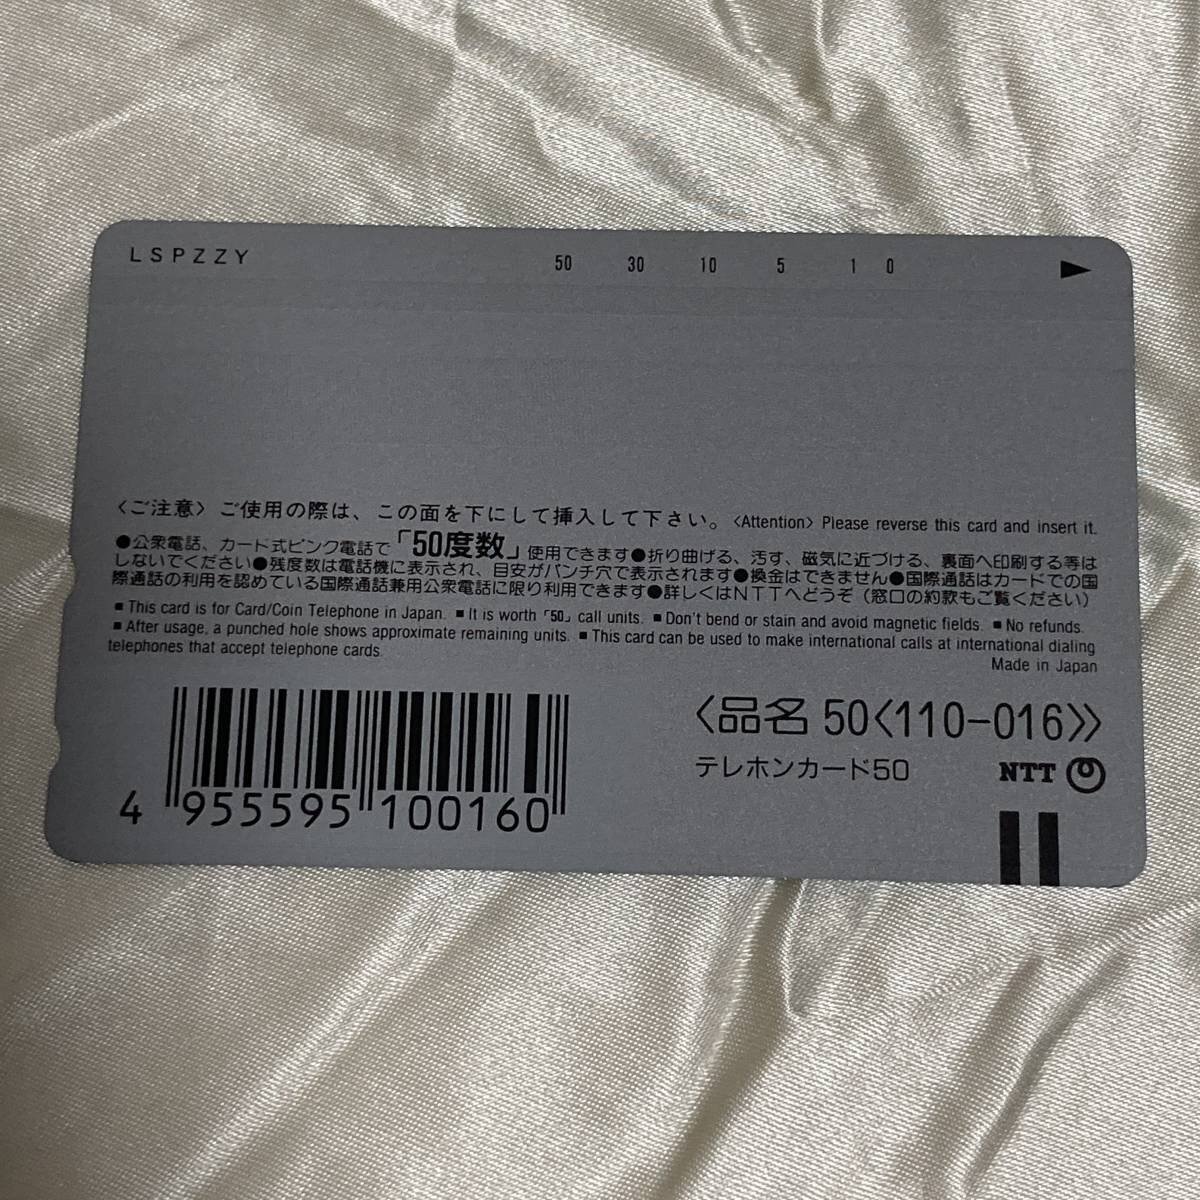 LSPZZY 50 30 10 5 1 0 ▶
〈ご注意〉ご使用の際は、この面を下にして挿入して下さい。〈Attention〉Please reverse this card and insert it.
●公衆電話、カード式ピンク電話で「50度数」使用できます●折り曲げる、汚す、磁気に近づける、裏面へ印刷する等は
しないでください●残度数は電話機に表示され、目安がパンチ穴で表示されます●換金はできません●国際通話はカードでの国
際通話の利用を認めている国際通話兼用公衆電話に限り利用できます●詳しくはNTTへどうぞ(窓口の約款もご覧ください)
■This card is for Card/Coin Telephone in Japan. ■It is worth「50」call units. ■Don't bend or stain and avoid magnetic fields. ■No refunds.
■After usage, a punched hole shows approximate remaining units. ■This card can be used to make international calls at international dialing
telephones that accept telephone cards.
Made in Japan
〈品名 50〈110-016〉〉
テレホンカード50 NTT
4 955595 100160